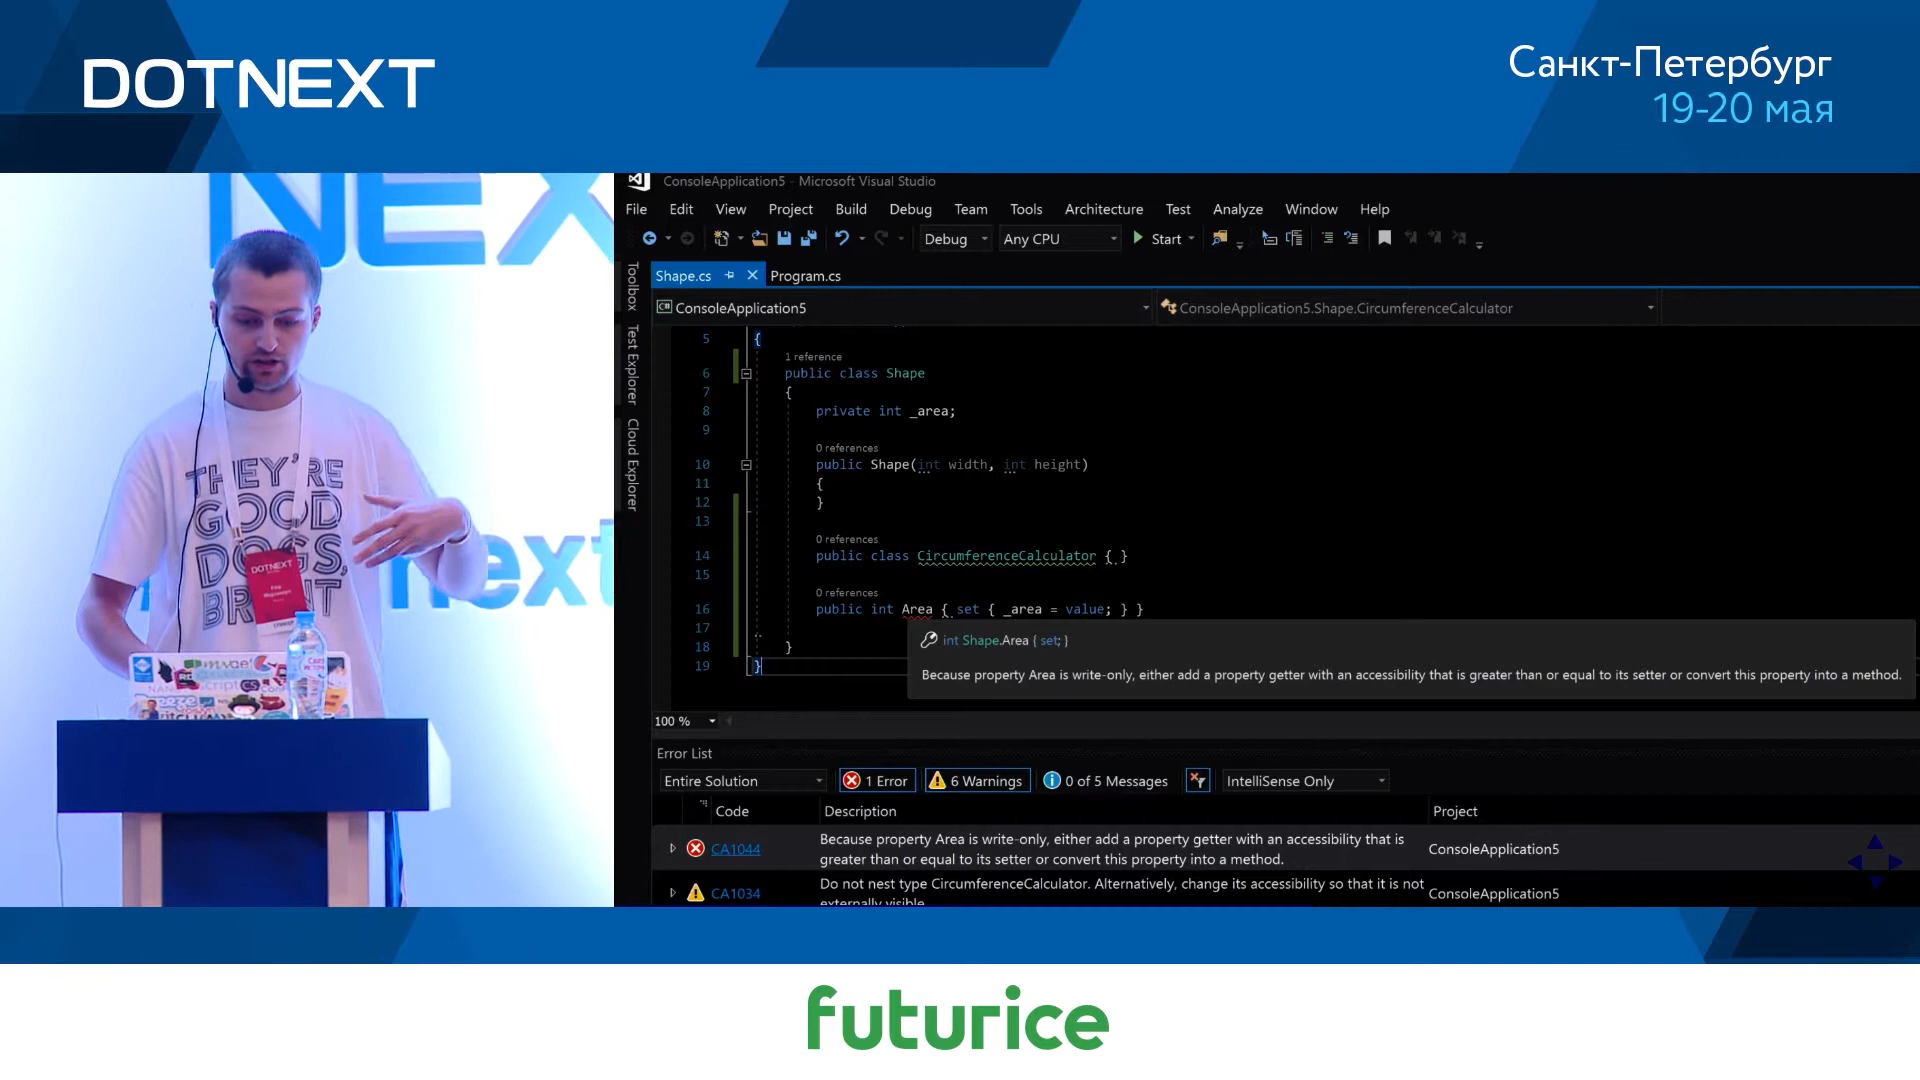 DOTNEXT
Санкт-Петербург
19-20 мая
NEX
next
THEY'RE
GOOD
DOGS,
BRENT
DOTNEXT
ConsoleApplication5 - Microsoft Visual Studio
File Edit View Project Build Debug Team Tools Architecture Test Analyze Window Help
Debug Any CPU Start
Toolbox
Test Explorer
Cloud Explorer
Shape.cs Program.cs
ConsoleApplication5 ConsoleApplication5.Shape.CircumferenceCalculator
5 {
1 reference
6 public class Shape
7 {
8 private int _area;
9
0 references
10 public Shape(int width, int height)
11 {
12 }
13
0 references
14 public class CircumferenceCalculator { }
15
0 references
16 public int Area { set { _area = value; } }
17
int Shape.Area { set; }
18 }
19 }
Because property Area is write-only, either add a property getter with an accessibility that is greater than or equal to its setter or convert this property into a method.
100 %
Error List
Entire Solution 1 Error 6 Warnings 0 of 5 Messages IntelliSense Only
Code Description Project
CA1044 Because property Area is write-only, either add a property getter with an accessibility that is
greater than or equal to its setter or convert this property into a method. ConsoleApplication5
CA1034 Do not nest type CircumferenceCalculator. Alternatively, change its accessibility so that it is not
externally visible. ConsoleApplication5
futurice